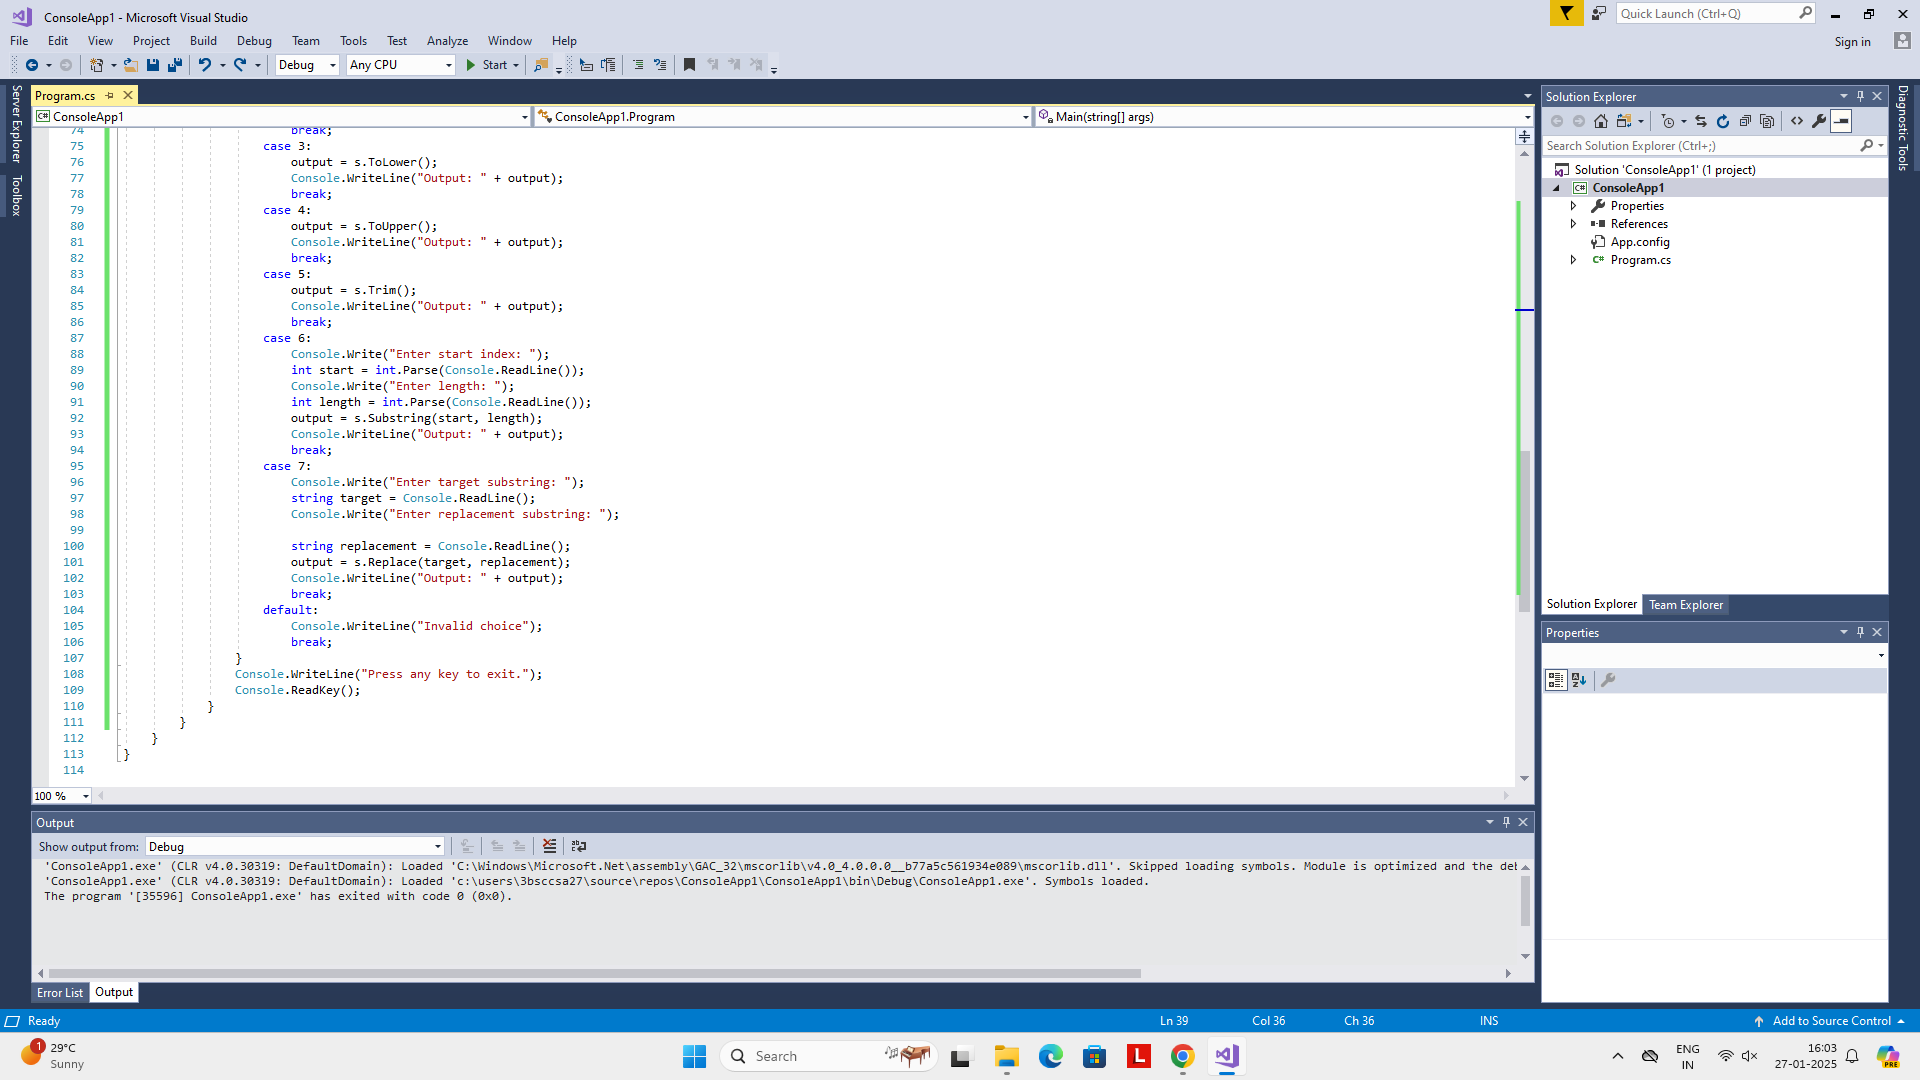 ConsoleApp1 - Microsoft Visual Studio
Quick Launch (Ctrl+Q)
File Edit View Project Build Debug Team Tools Test Analyze Window Help
Sign in
Debug Any CPU Start
Server Explorer
Toolbox
Program.cs
ConsoleApp1 ConsoleApp1.Program Main(string[] args)
74 break;
75 case 3:
76 output = s.ToLower();
77 Console.WriteLine("Output: " + output);
78 break;
79 case 4:
80 output = s.ToUpper();
81 Console.WriteLine("Output: " + output);
82 break;
83 case 5:
84 output = s.Trim();
85 Console.WriteLine("Output: " + output);
86 break;
87 case 6:
88 Console.Write("Enter start index: ");
89 int start = int.Parse(Console.ReadLine());
90 Console.Write("Enter length: ");
91 int length = int.Parse(Console.ReadLine());
92 output = s.Substring(start, length);
93 Console.WriteLine("Output: " + output);
94 break;
95 case 7:
96 Console.Write("Enter target substring: ");
97 string target = Console.ReadLine();
98 Console.Write("Enter replacement substring: ");
99
100 string replacement = Console.ReadLine();
101 output = s.Replace(target, replacement);
102 Console.WriteLine("Output: " + output);
103 break;
104 default:
105 Console.WriteLine("Invalid choice");
106 break;
107 }
108 Console.WriteLine("Press any key to exit.");
109 Console.ReadKey();
110 }
111 }
112 }
113 }
114
100 %
Solution Explorer
Search Solution Explorer (Ctrl+;)
Solution 'ConsoleApp1' (1 project)
C# ConsoleApp1
Properties
References
App.config
C# Program.cs
Solution Explorer Team Explorer
Properties
Diagnostic Tools
Output
Show output from: Debug
'ConsoleApp1.exe' (CLR v4.0.30319: DefaultDomain): Loaded 'C:\Windows\Microsoft.Net\assembly\GAC_32\mscorlib\v4.0_4.0.0.0__b77a5c561934e089\mscorlib.dll'. Skipped loading symbols. Module is optimized and the deb
'ConsoleApp1.exe' (CLR v4.0.30319: DefaultDomain): Loaded 'c:\users\3bsccsa27\source\repos\ConsoleApp1\ConsoleApp1\bin\Debug\ConsoleApp1.exe'. Symbols loaded.
The program '[35596] ConsoleApp1.exe' has exited with code 0 (0x0).
Error List Output
Ready Ln 39 Col 36 Ch 36 INS Add to Source Control
1
29°C
Sunny
Search
L
ENG
IN
16:03
27-01-2025
PRE